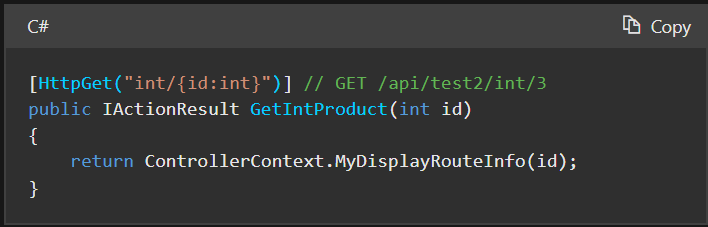 C#
Copy
[HttpGet("int/{id:int}")] // GET /api/test2/int/3
public IActionResult GetIntProduct(int id)
{
    return ControllerContext.MyDisplayRouteInfo(id);
}